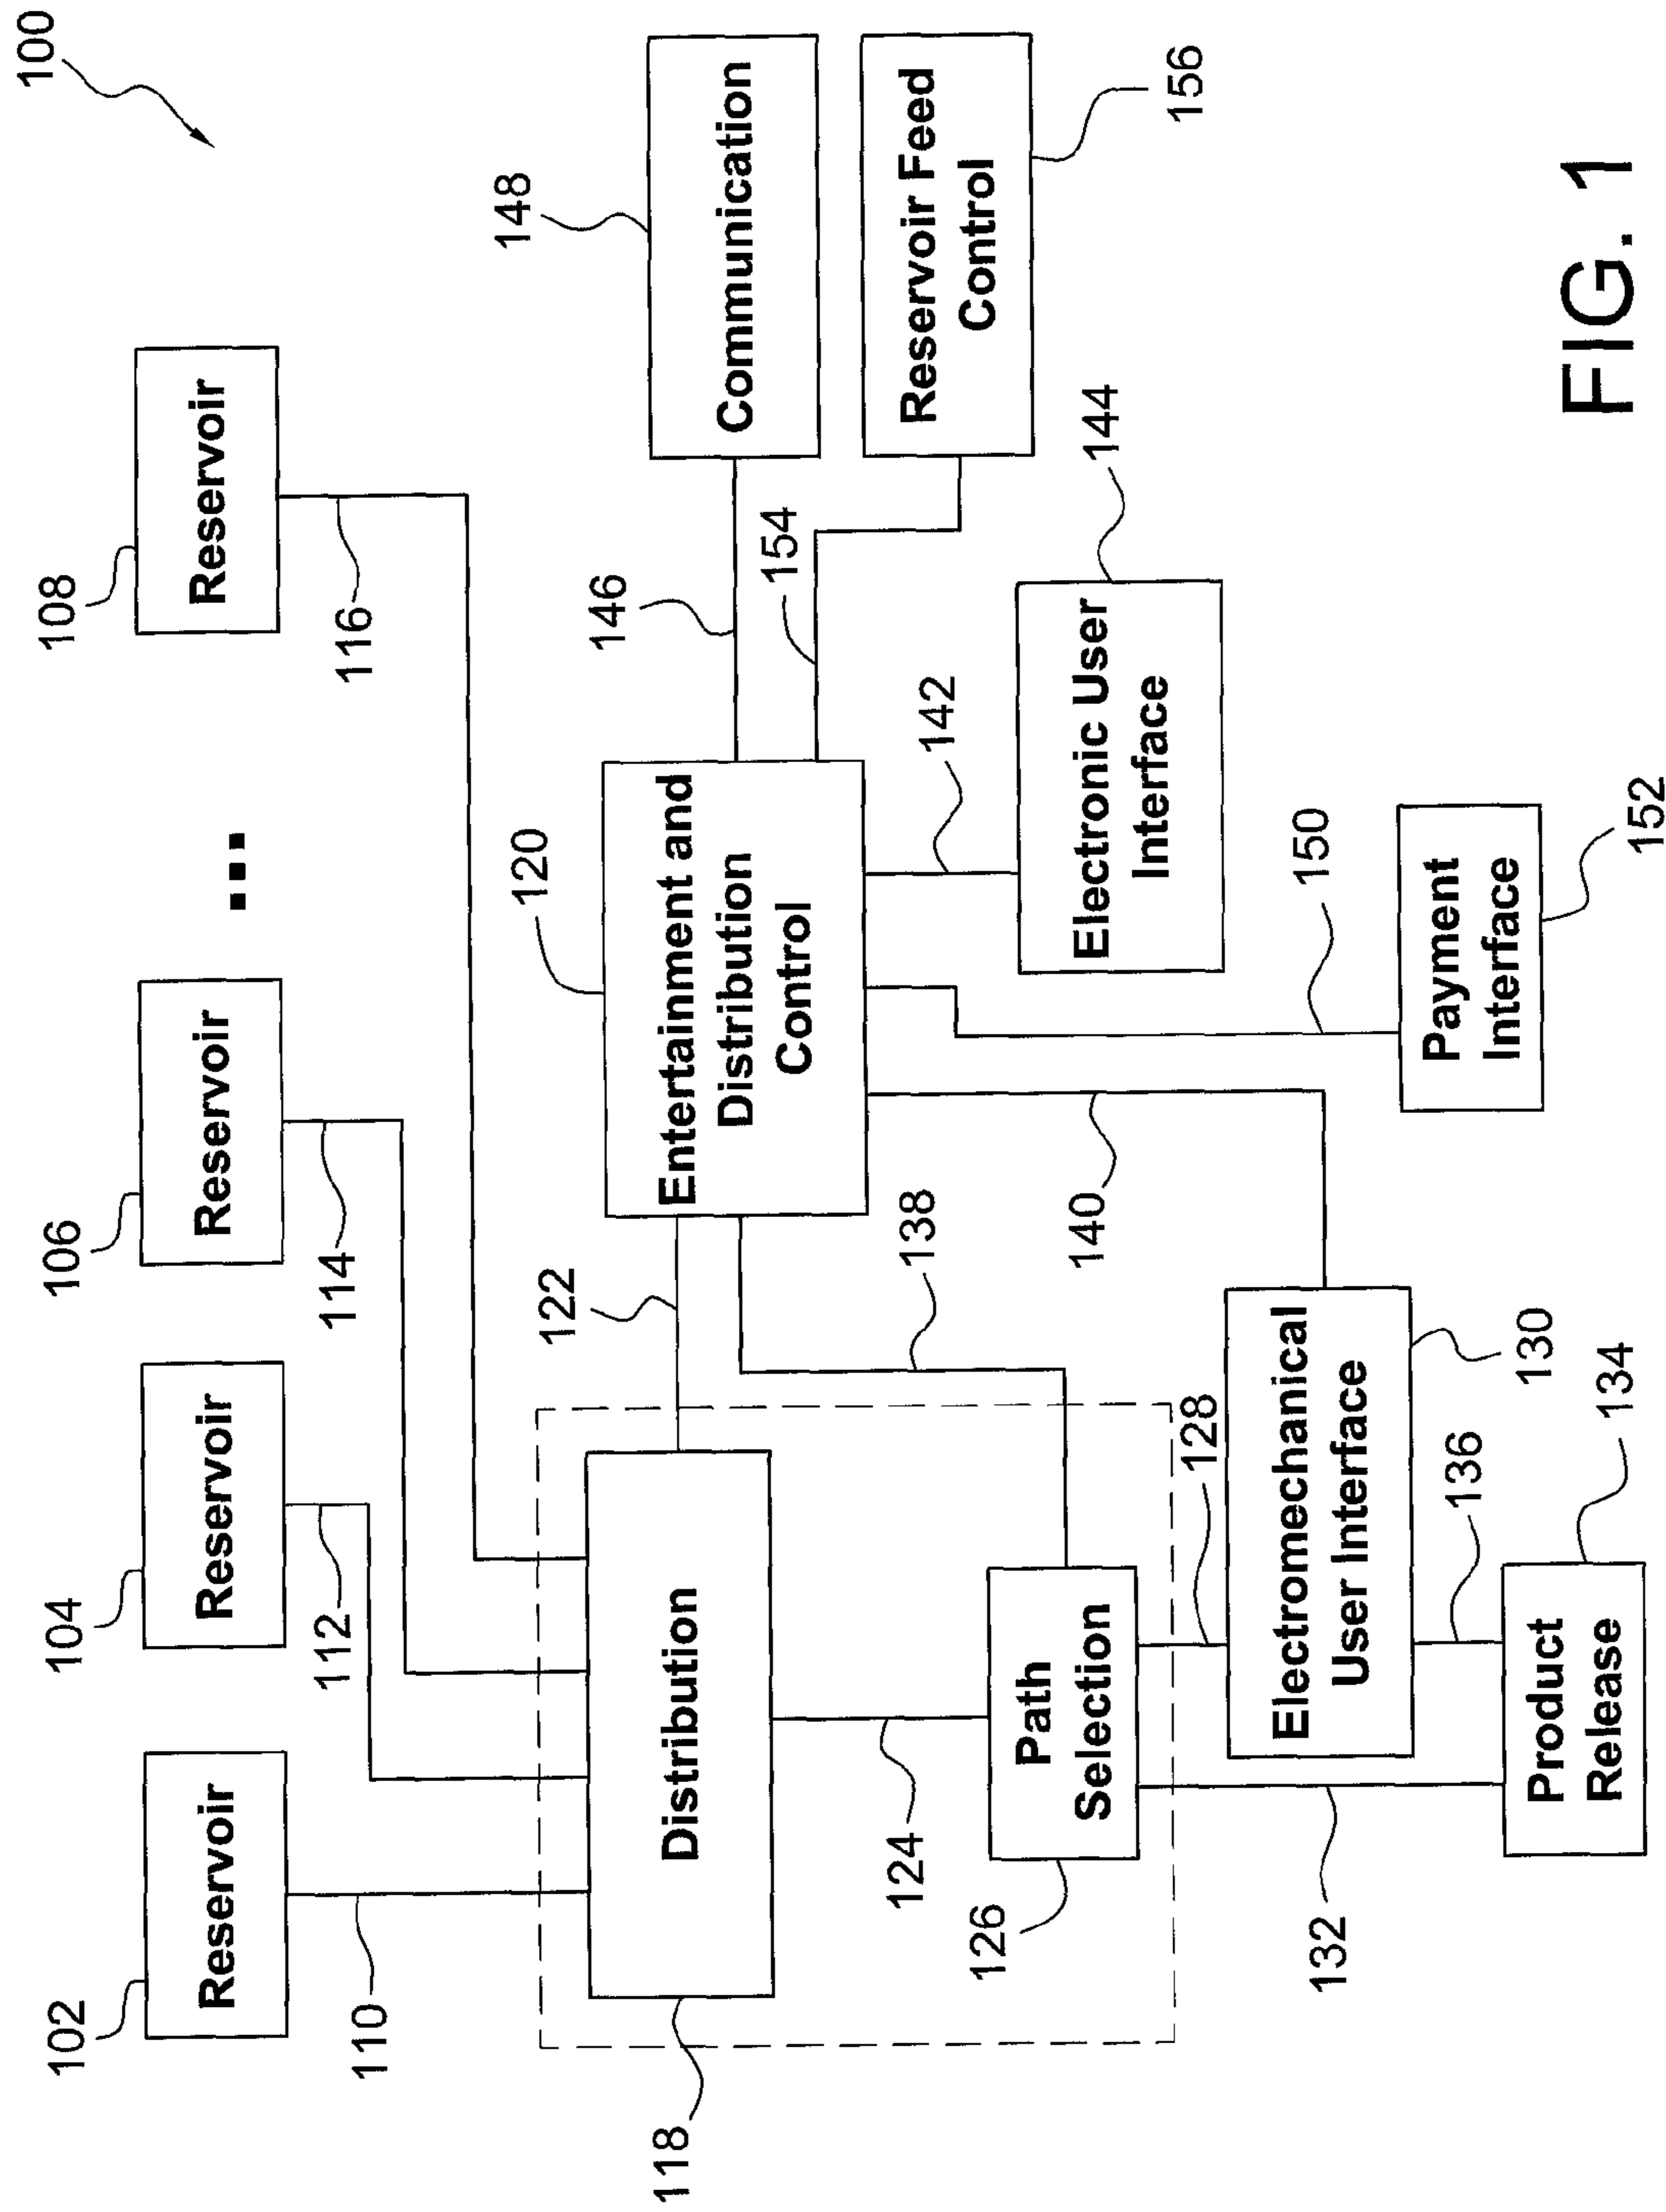 100
108
Reservoir
116
106
Reservoir
114
104
Reservoir
112
102
Reservoir
110
...
148
Communication
146
Reservoir Feed
Control
156
154
120
Entertainment and
Distribution
Control
122
138
142
144
Electronic User
Interface
150
Payment
Interface
152
140
118
Distribution
124
126
Path
Selection
128
Electromechanical
User Interface
130
132
136
134
Product
Release
FIG. 1